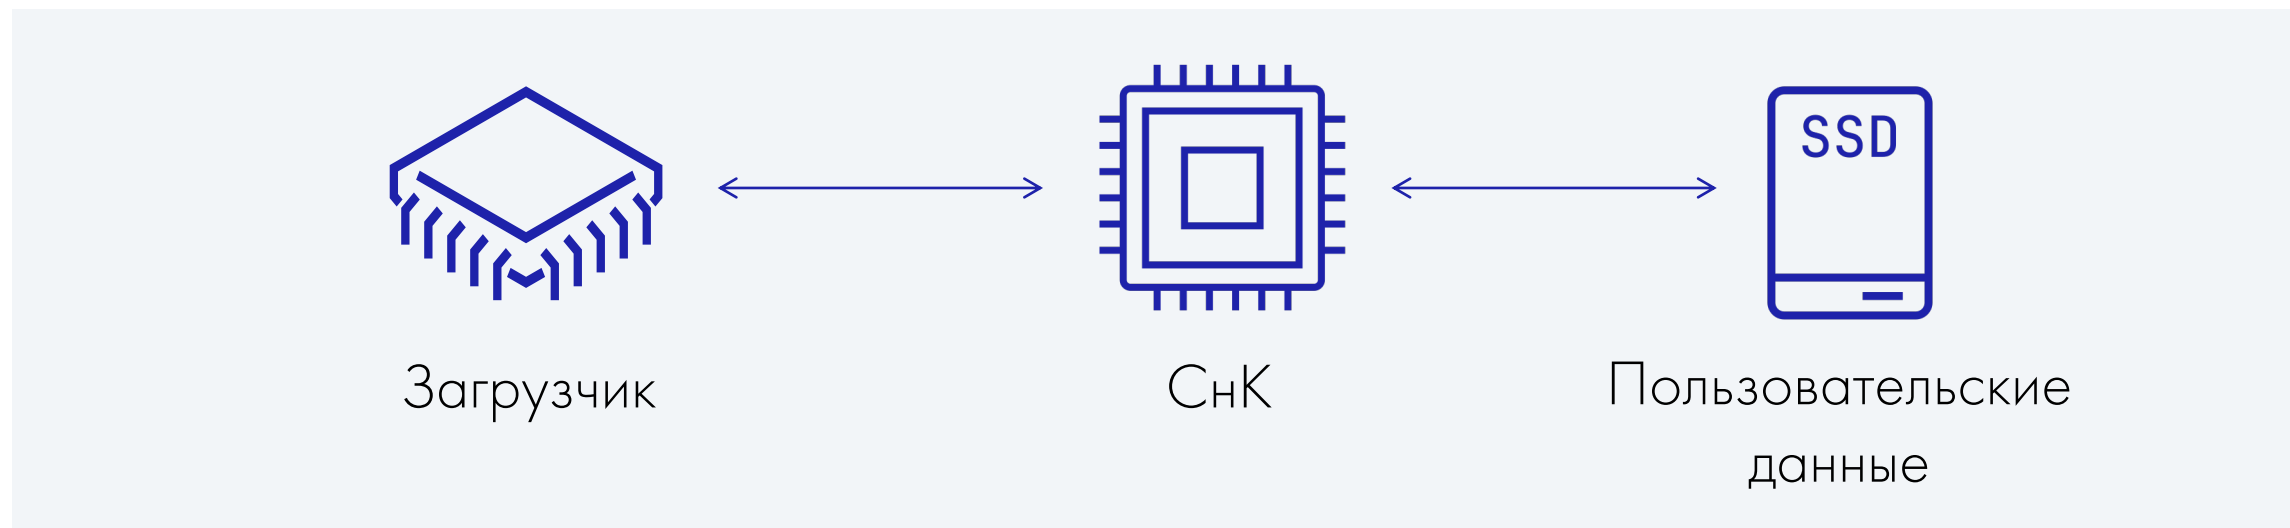 SSD
Загрузчик
СнК
Пользовательские
данные